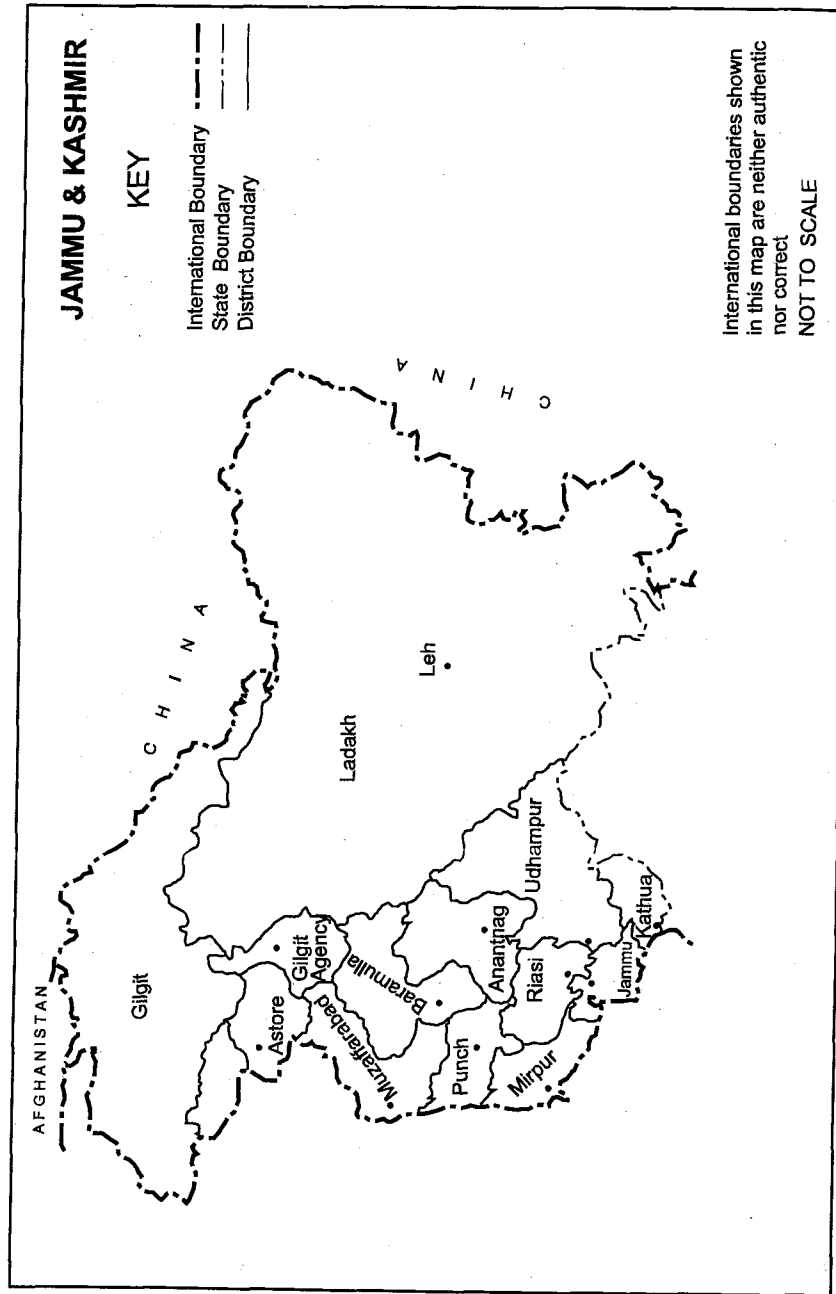 JAMMU & KASHMIR
KEY
International Boundary
State Boundary
District Boundary
AFGHANISTAN
CHINA
CHINA
Gilgit
Gilgit
Agency
Astore
Ladakh
Leh
Muzaffarabad
Baramulla
Punch
Anantnag
Udhampur
Riasi
Mirpur
Jammu
Kathua
International boundaries shown
in this map are neither authentic
nor correct
NOT TO SCALE